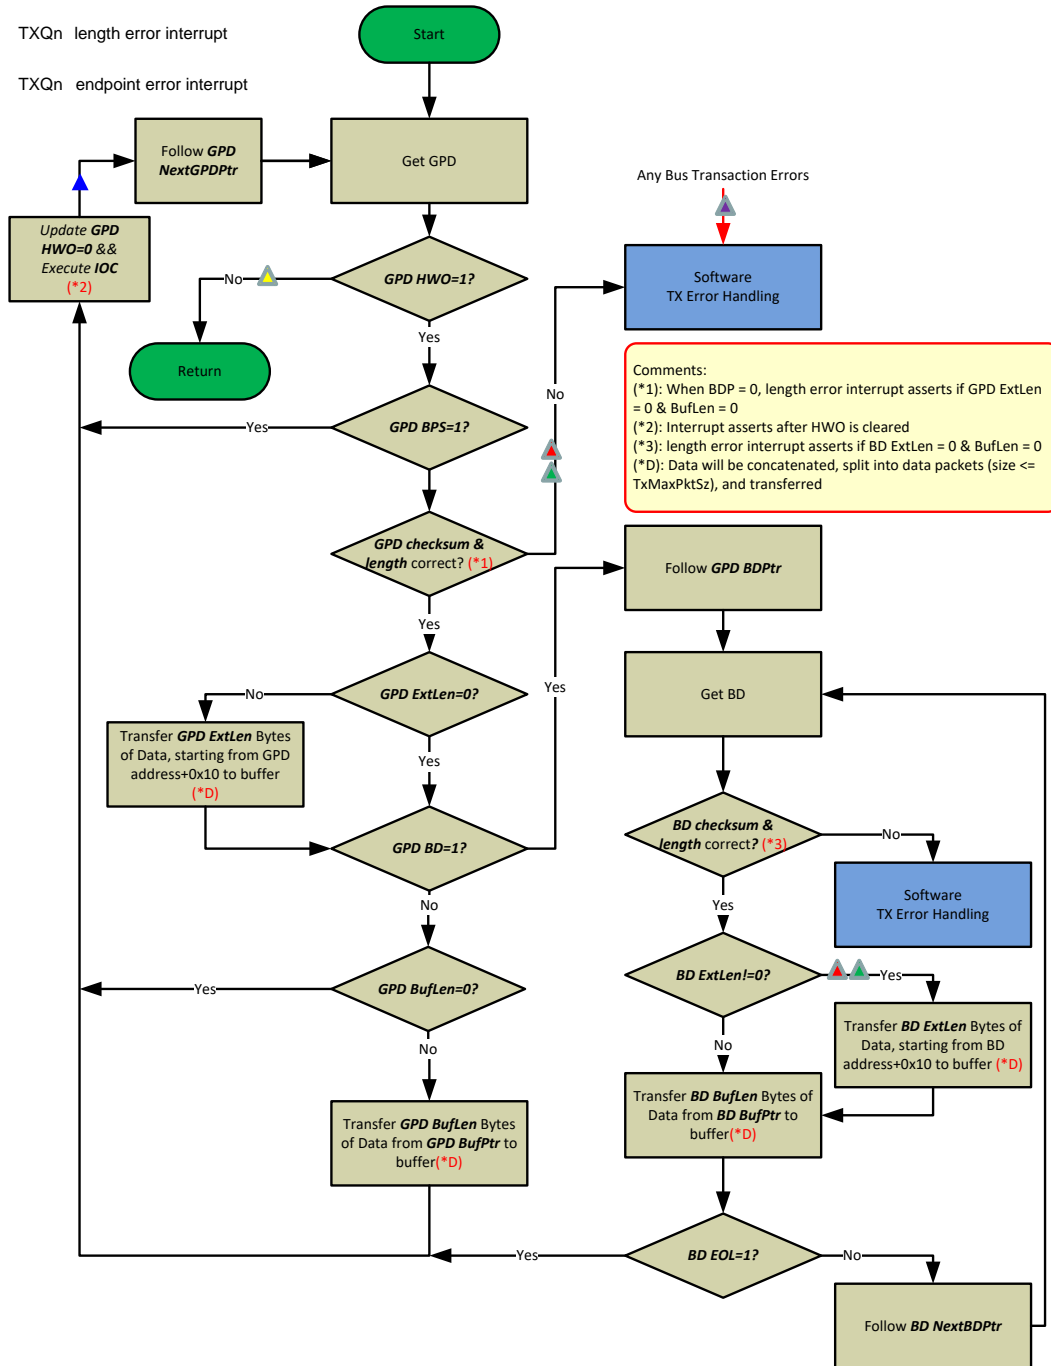 TXQn length error interrupt
Start
TXQn endpoint error interrupt
Follow GPD
NextGPDPtr
Get GPD
Any Bus Transaction Errors
Update GPD
HWO=0 &&
Execute IOC
(*2)
Software
TX Error Handling
No
GPD HWO=1?
Yes
Return
Comments:
(*1): When BDP = 0, length error interrupt asserts if GPD ExtLen
= 0 & BufLen = 0
(*2): Interrupt asserts after HWO is cleared
(*3): length error interrupt asserts if BD ExtLen = 0 & BufLen = 0
(*D): Data will be concatenated, split into data packets (size <=
TxMaxPktSz), and transferred
No
Yes
GPD BPS=1?
GPD checksum &
length correct? (*1)
Follow GPD BDPtr
Yes
No
GPD ExtLen=0?
Yes
Get BD
Transfer GPD ExtLen Bytes
of Data, starting from GPD
address+0x10 to buffer
(*D)
Yes
GPD BD=1?
BD checksum &
length correct? (*3)
No
No
Yes
Software
TX Error Handling
Yes
GPD BufLen=0?
BD ExtLen!=0?
Yes
No
No
Transfer BD ExtLen Bytes of
Data, starting from BD
address+0x10 to buffer (*D)
Transfer GPD BufLen Bytes
of Data from GPD BufPtr to
buffer(*D)
Transfer BD BufLen Bytes of
Data from BD BufPtr to
buffer(*D)
Yes
BD EOL=1?
No
Follow BD NextBDPtr